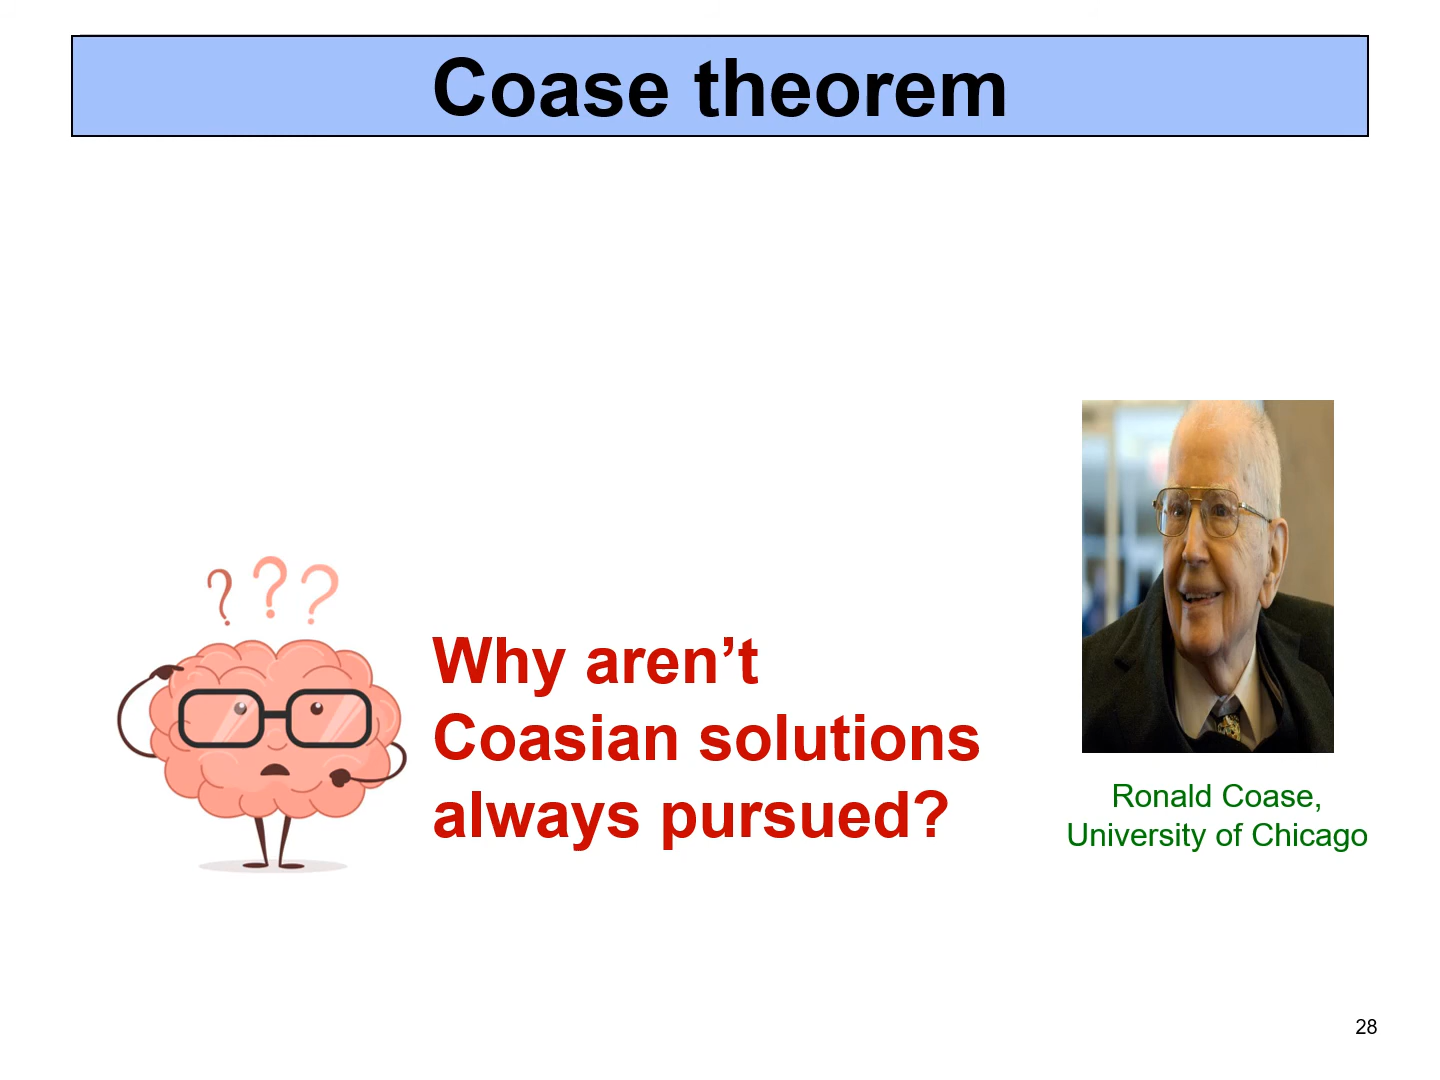 Coase theorem
? ? ?
Why aren’t
Coasian solutions
always pursued?
Ronald Coase,
University of Chicago
28